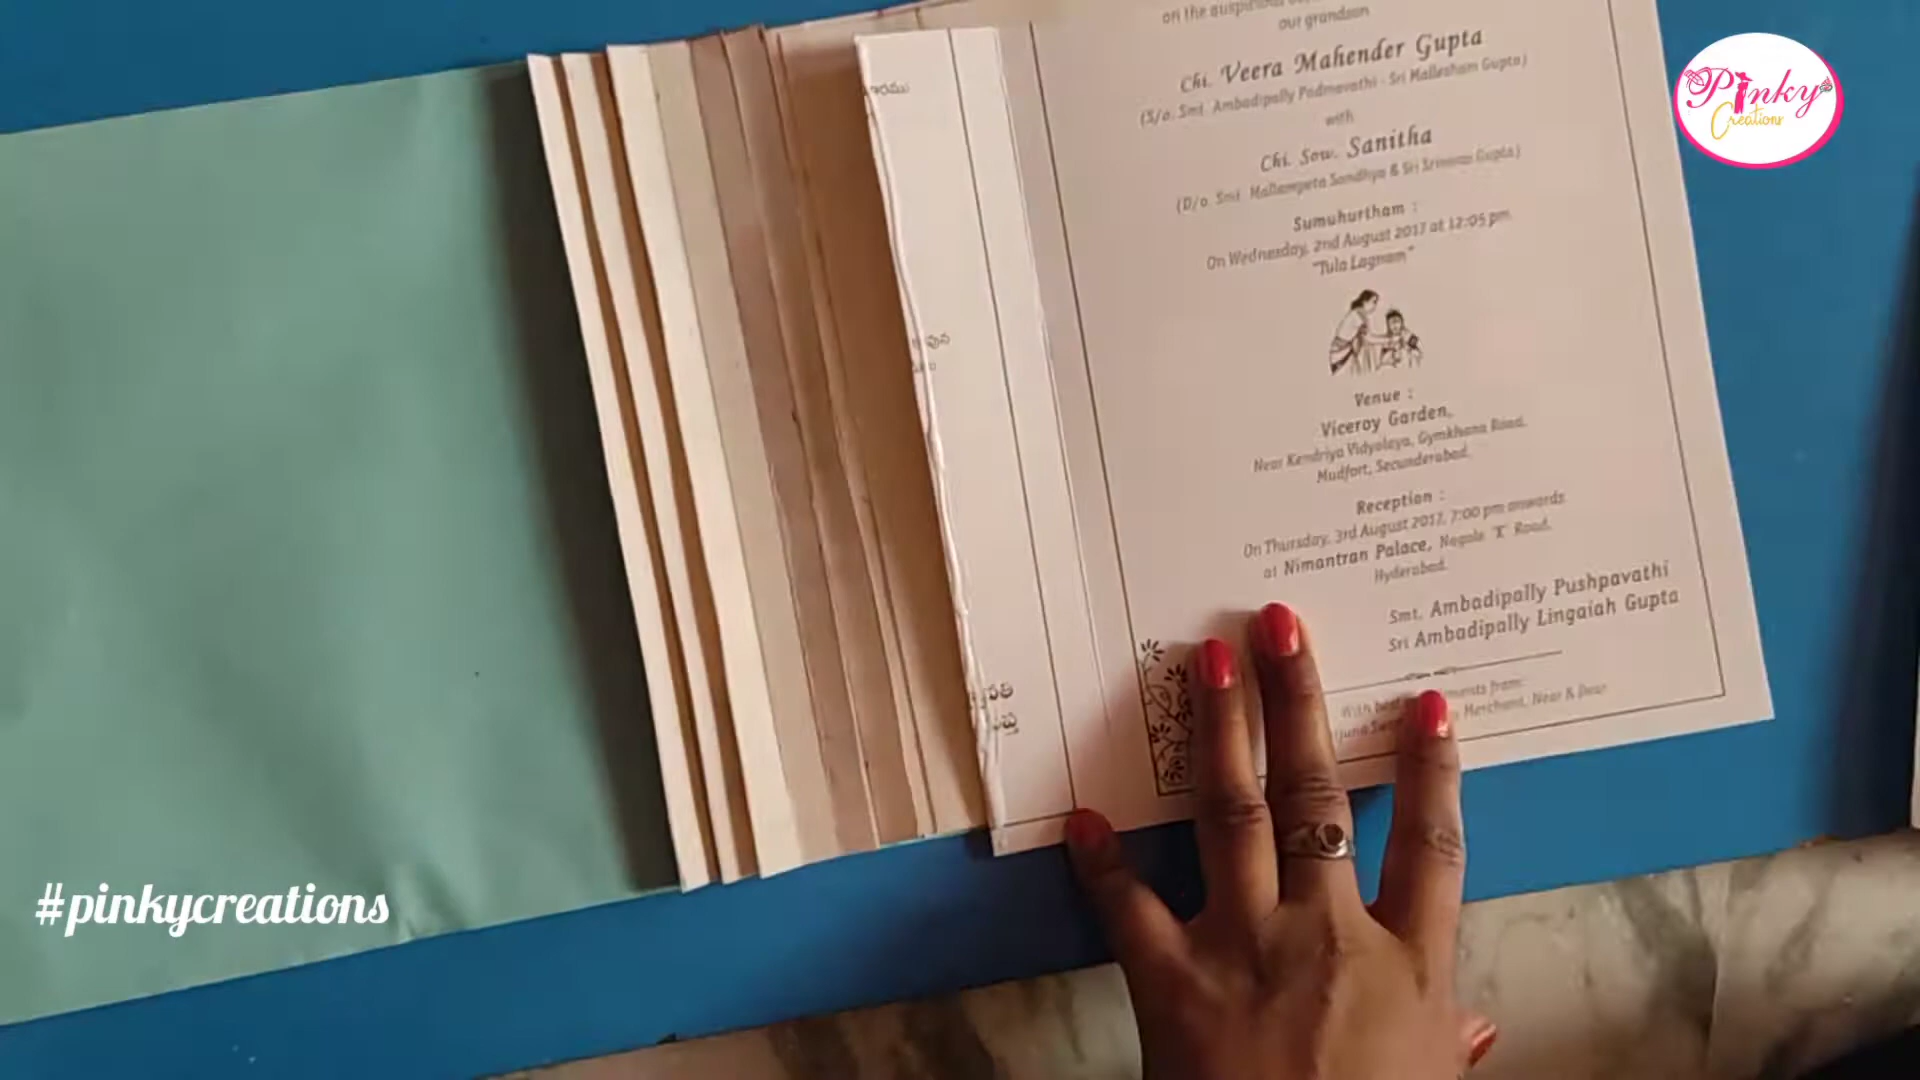 on the
our grandson
Chi. Veera Mahender Gupta
(S/o. Smt. Ambadipally Padmavathi - Sri Mallesham Gupta)
with
Chi. Sow. Sanitha
(D/o. Smt. Mallampeta Sandhya & Sri Srinivas Gupta)
Sumuhurtham :
On Wednesday, 2nd August 2017 at 12:05 pm
"Tula Lagnam"
Venue :
Viceroy Garden,
Near Kendriya Vidyalaya, Gymkhana Road,
Mudfort, Secunderabad.
Reception :
On Thursday, 3rd August 2017, 7:00 pm onwards
at Nimantran Palace, Nagole 'X' Road,
Hyderabad.
Smt. Ambadipally Pushpavathi
Sri Ambadipally Lingaiah Gupta
With best
Merchant, Near & Dear
Pinky
Creations
#pinkycreations